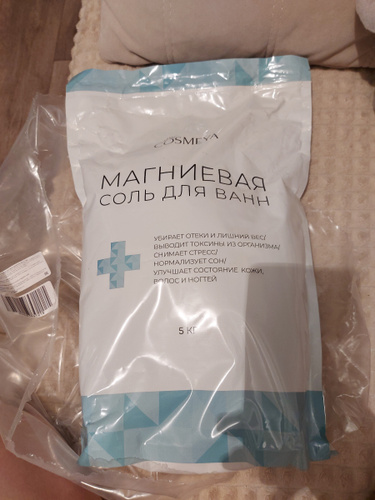 COSMEYA
МАГНИЕВАЯ
СОЛЬ ДЛЯ ВАНН
УБИРАЕТ ОТЕКИ И ЛИШНИЙ ВЕС/
ВЫВОДИТ ТОКСИНЫ ИЗ ОРГАНИЗМА/
СНИМАЕТ СТРЕСС/
НОРМАЛИЗУЕТ СОН/
УЛУЧШАЕТ СОСТОЯНИЕ КОЖИ,
ВОЛОС И НОГТЕЙ
5 КГ